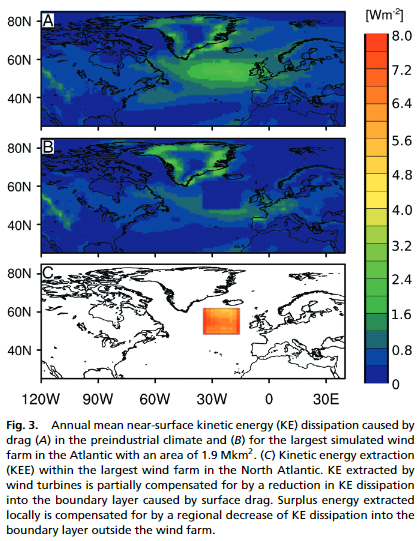 [Wm-2]
80N
A
60N
40N
80N
B
60N
40N
80N
C
60N
40N
120W 90W 60W 30W 0 30E
8.0
7.2
6.4
5.6
4.8
4.0
3.2
2.4
1.6
0.8
0
Fig. 3. Annual mean near-surface kinetic energy (KE) dissipation caused by
drag (A) in the preindustrial climate and (B) for the largest simulated wind
farm in the Atlantic with an area of 1.9 Mkm². (C) Kinetic energy extraction
(KEE) within the largest wind farm in the North Atlantic. KE extracted by
wind turbines is partially compensated for by a reduction in KE dissipation
into the boundary layer caused by surface drag. Surplus energy extracted
locally is compensated for by a regional decrease of KE dissipation into the
boundary layer outside the wind farm.